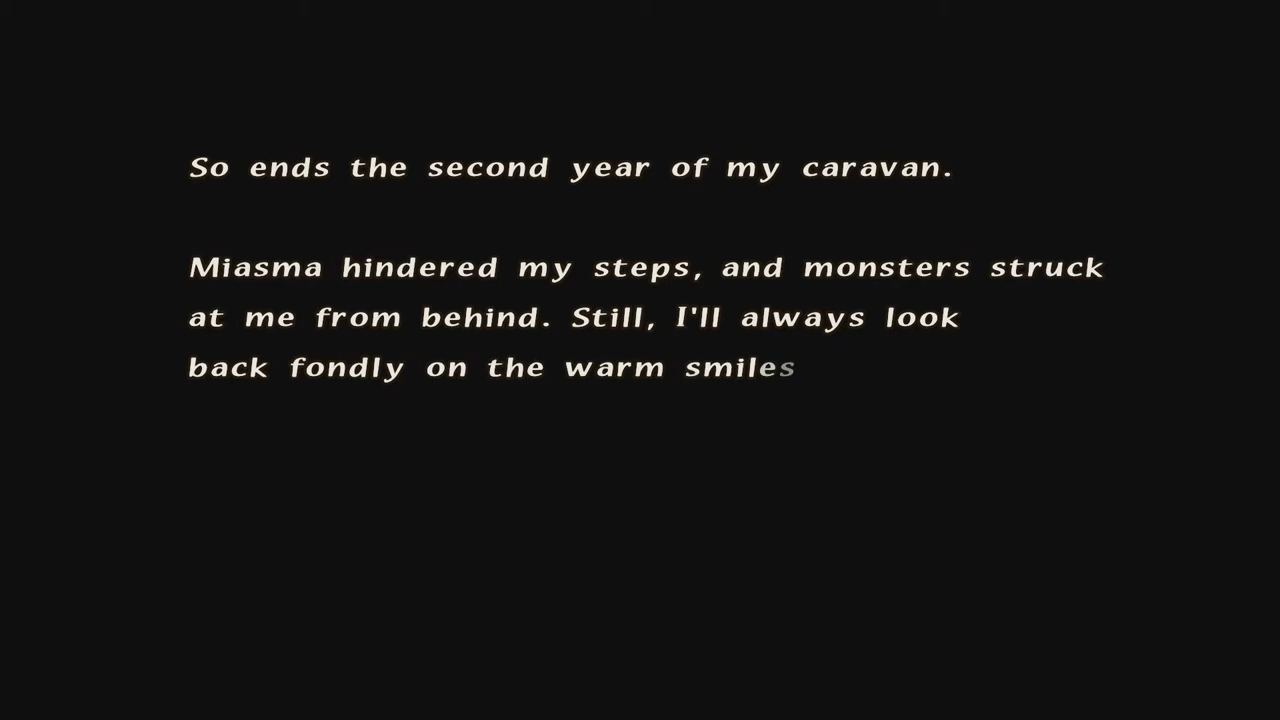 So ends the second year of my caravan.
Miasma hindered my steps, and monsters struck
at me from behind. Still, I'll always look
back fondly on the warm smiles